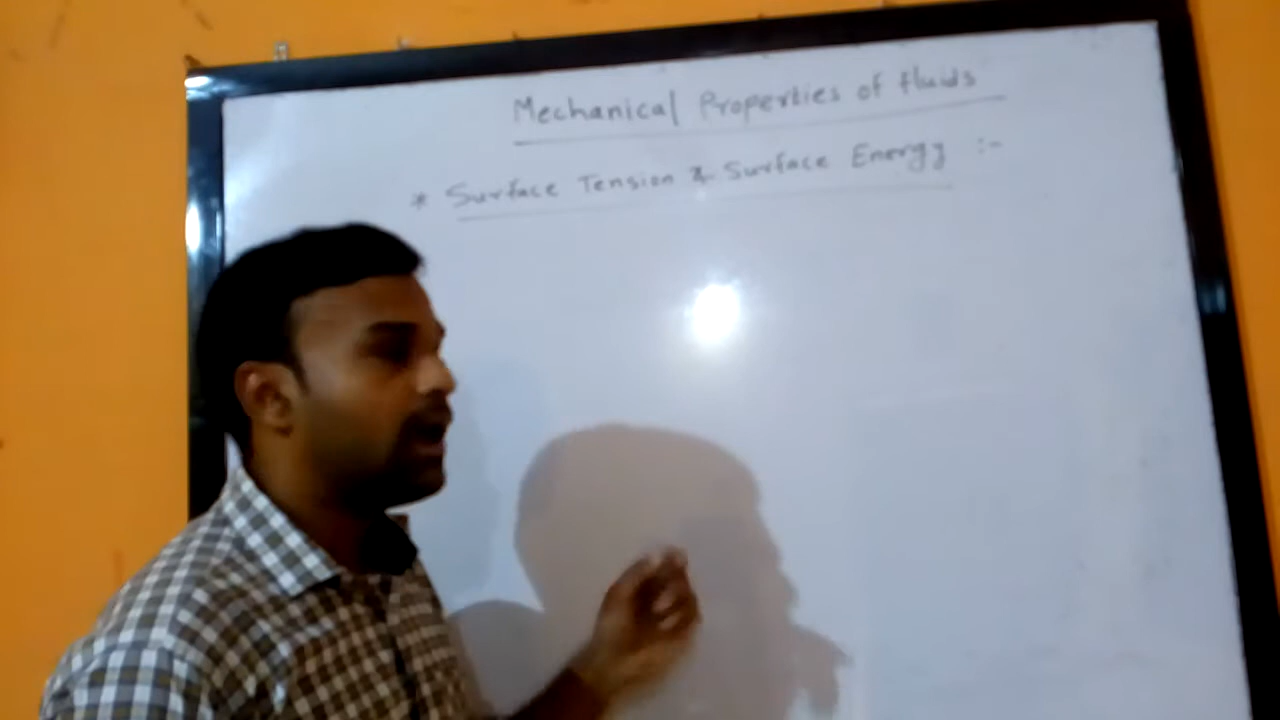 Mechanical Properties of fluids
* Surface Tension & Surface Energy :-